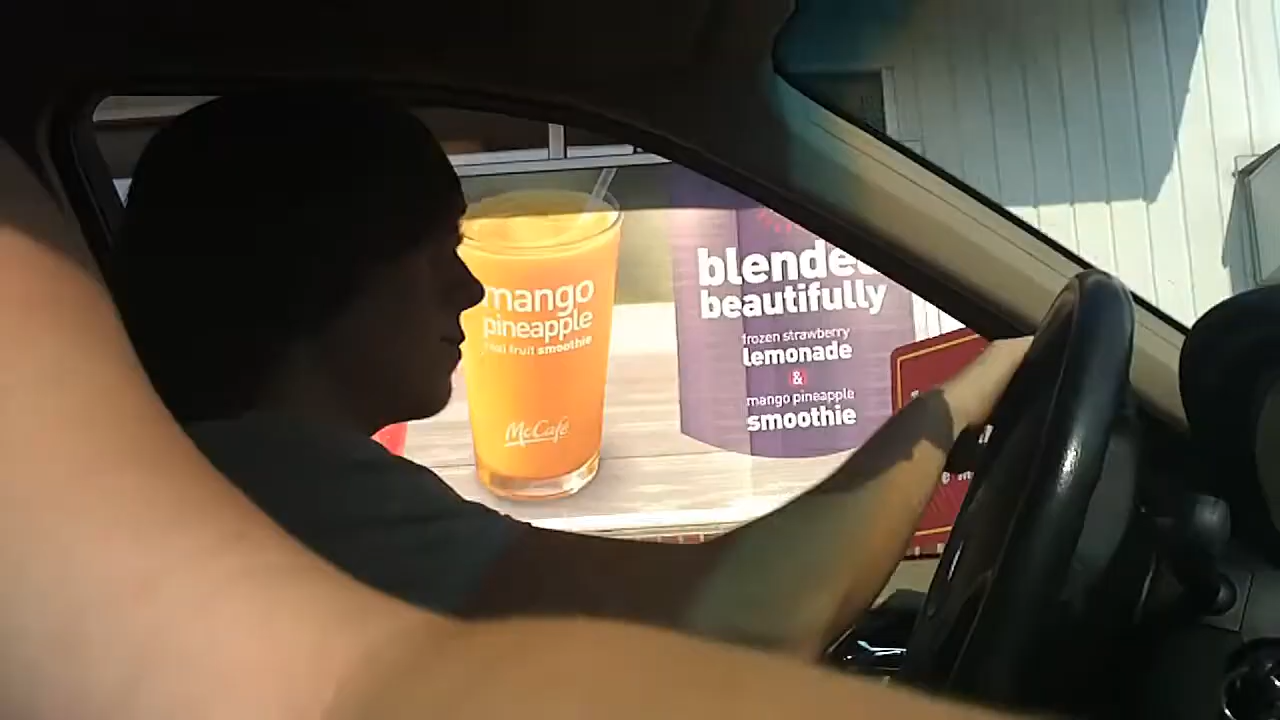 mango
pineapple
real fruit smoothie
McCafé
blended
beautifully
frozen strawberry
lemonade
&
mango pineapple
smoothie